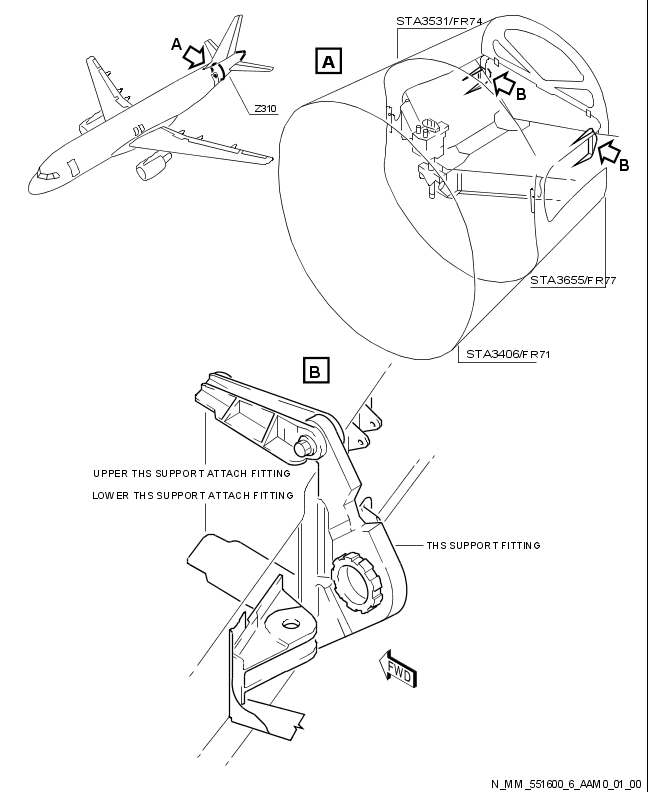 A
Z310
A
STA3531/FR74
B
B
STA3655/FR77
STA3406/FR71
B
UPPER THS SUPPORT ATTACH FITTING
LOWER THS SUPPORT ATTACH FITTING
THS SUPPORT FITTING
FWD
N_MM_551600_6_AAM0_01_00